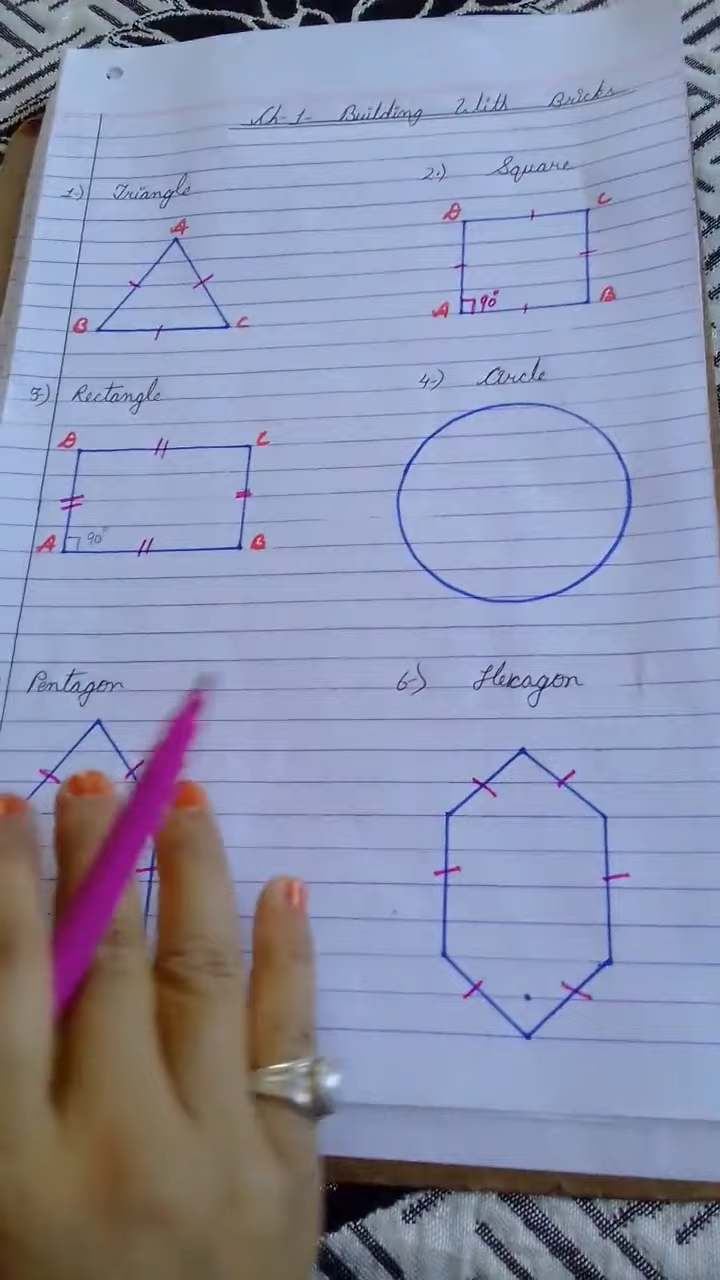 Ch-1- Building With Bricks
1-) Triangle
2-) Square
A
B C
D C
A 90° B
3-) Rectangle
4-) Circle
D C
A 90° B
Pentagon
6-) Hexagon